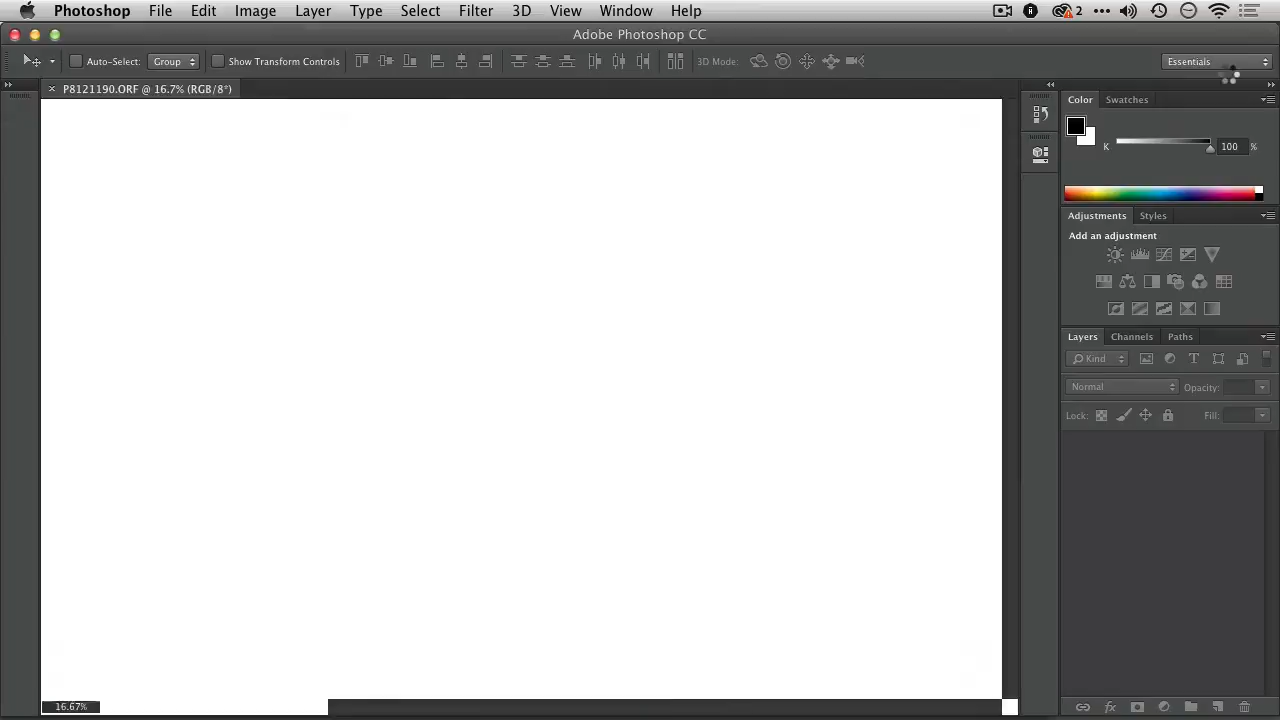 Photoshop File Edit Image Layer Type Select Filter 3D View Window Help 2
Adobe Photoshop CC
Auto-Select: Group Show Transform Controls 3D Mode: Essentials
P8121190.ORF @ 16.7% (RGB/8*)
Color Swatches
K 100 %
Adjustments Styles
Add an adjustment
Layers Channels Paths
Kind T
Normal Opacity:
Lock: Fill:
16.67% fx